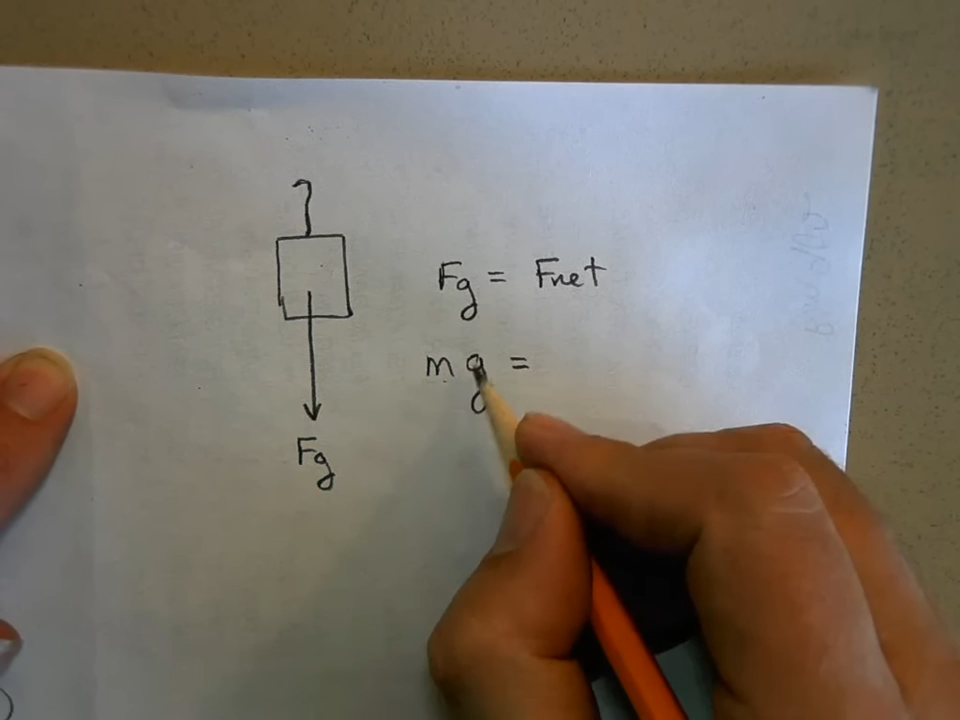 Fg = Fnet
mg =
Fg